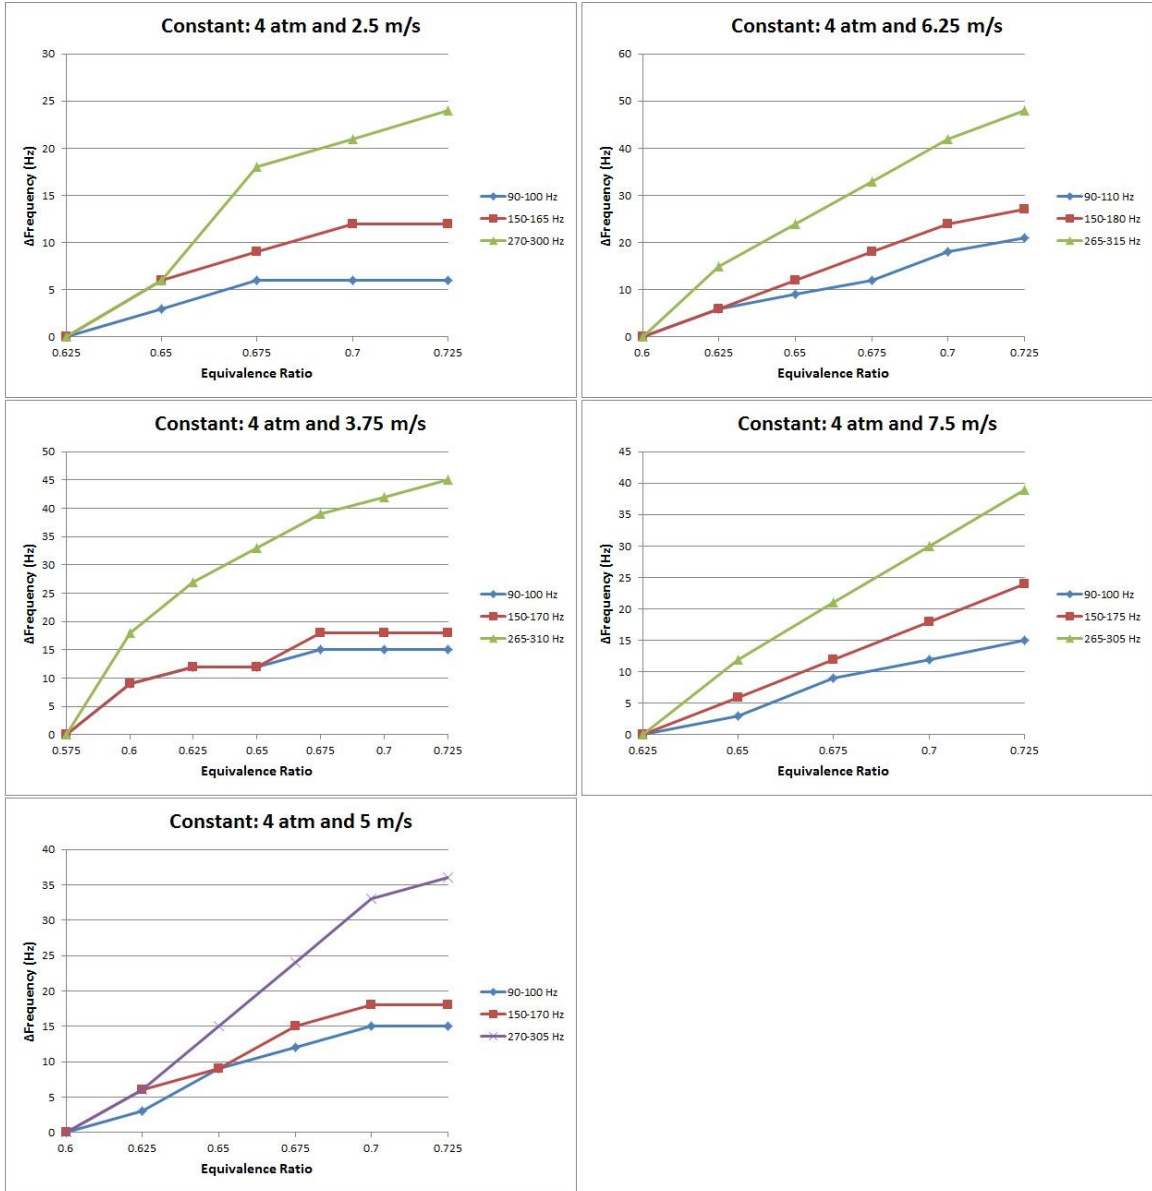 Constant: 4 atm and 2.5 m/s
30
25
20
15
10
5
0
ΔFrequency (Hz)
0.625 0.65 0.675 0.7 0.725
Equivalence Ratio
90-100 Hz
150-165 Hz
270-300 Hz
Constant: 4 atm and 6.25 m/s
60
50
40
30
20
10
0
ΔFrequency (Hz)
0.6 0.625 0.65 0.675 0.7 0.725
Equivalence Ratio
90-110 Hz
150-180 Hz
265-315 Hz
Constant: 4 atm and 3.75 m/s
50
45
40
35
30
25
20
15
10
5
0
ΔFrequency (Hz)
0.575 0.6 0.625 0.65 0.675 0.7 0.725
Equivalence Ratio
90-100 Hz
150-170 Hz
265-310 Hz
Constant: 4 atm and 7.5 m/s
45
40
35
30
25
20
15
10
5
0
ΔFrequency (Hz)
0.625 0.65 0.675 0.7 0.725
Equivalence Ratio
90-100 Hz
150-175 Hz
265-305 Hz
Constant: 4 atm and 5 m/s
40
35
30
25
20
15
10
5
0
ΔFrequency (Hz)
0.6 0.625 0.65 0.675 0.7 0.725
Equivalence Ratio
90-100 Hz
150-170 Hz
270-305 Hz